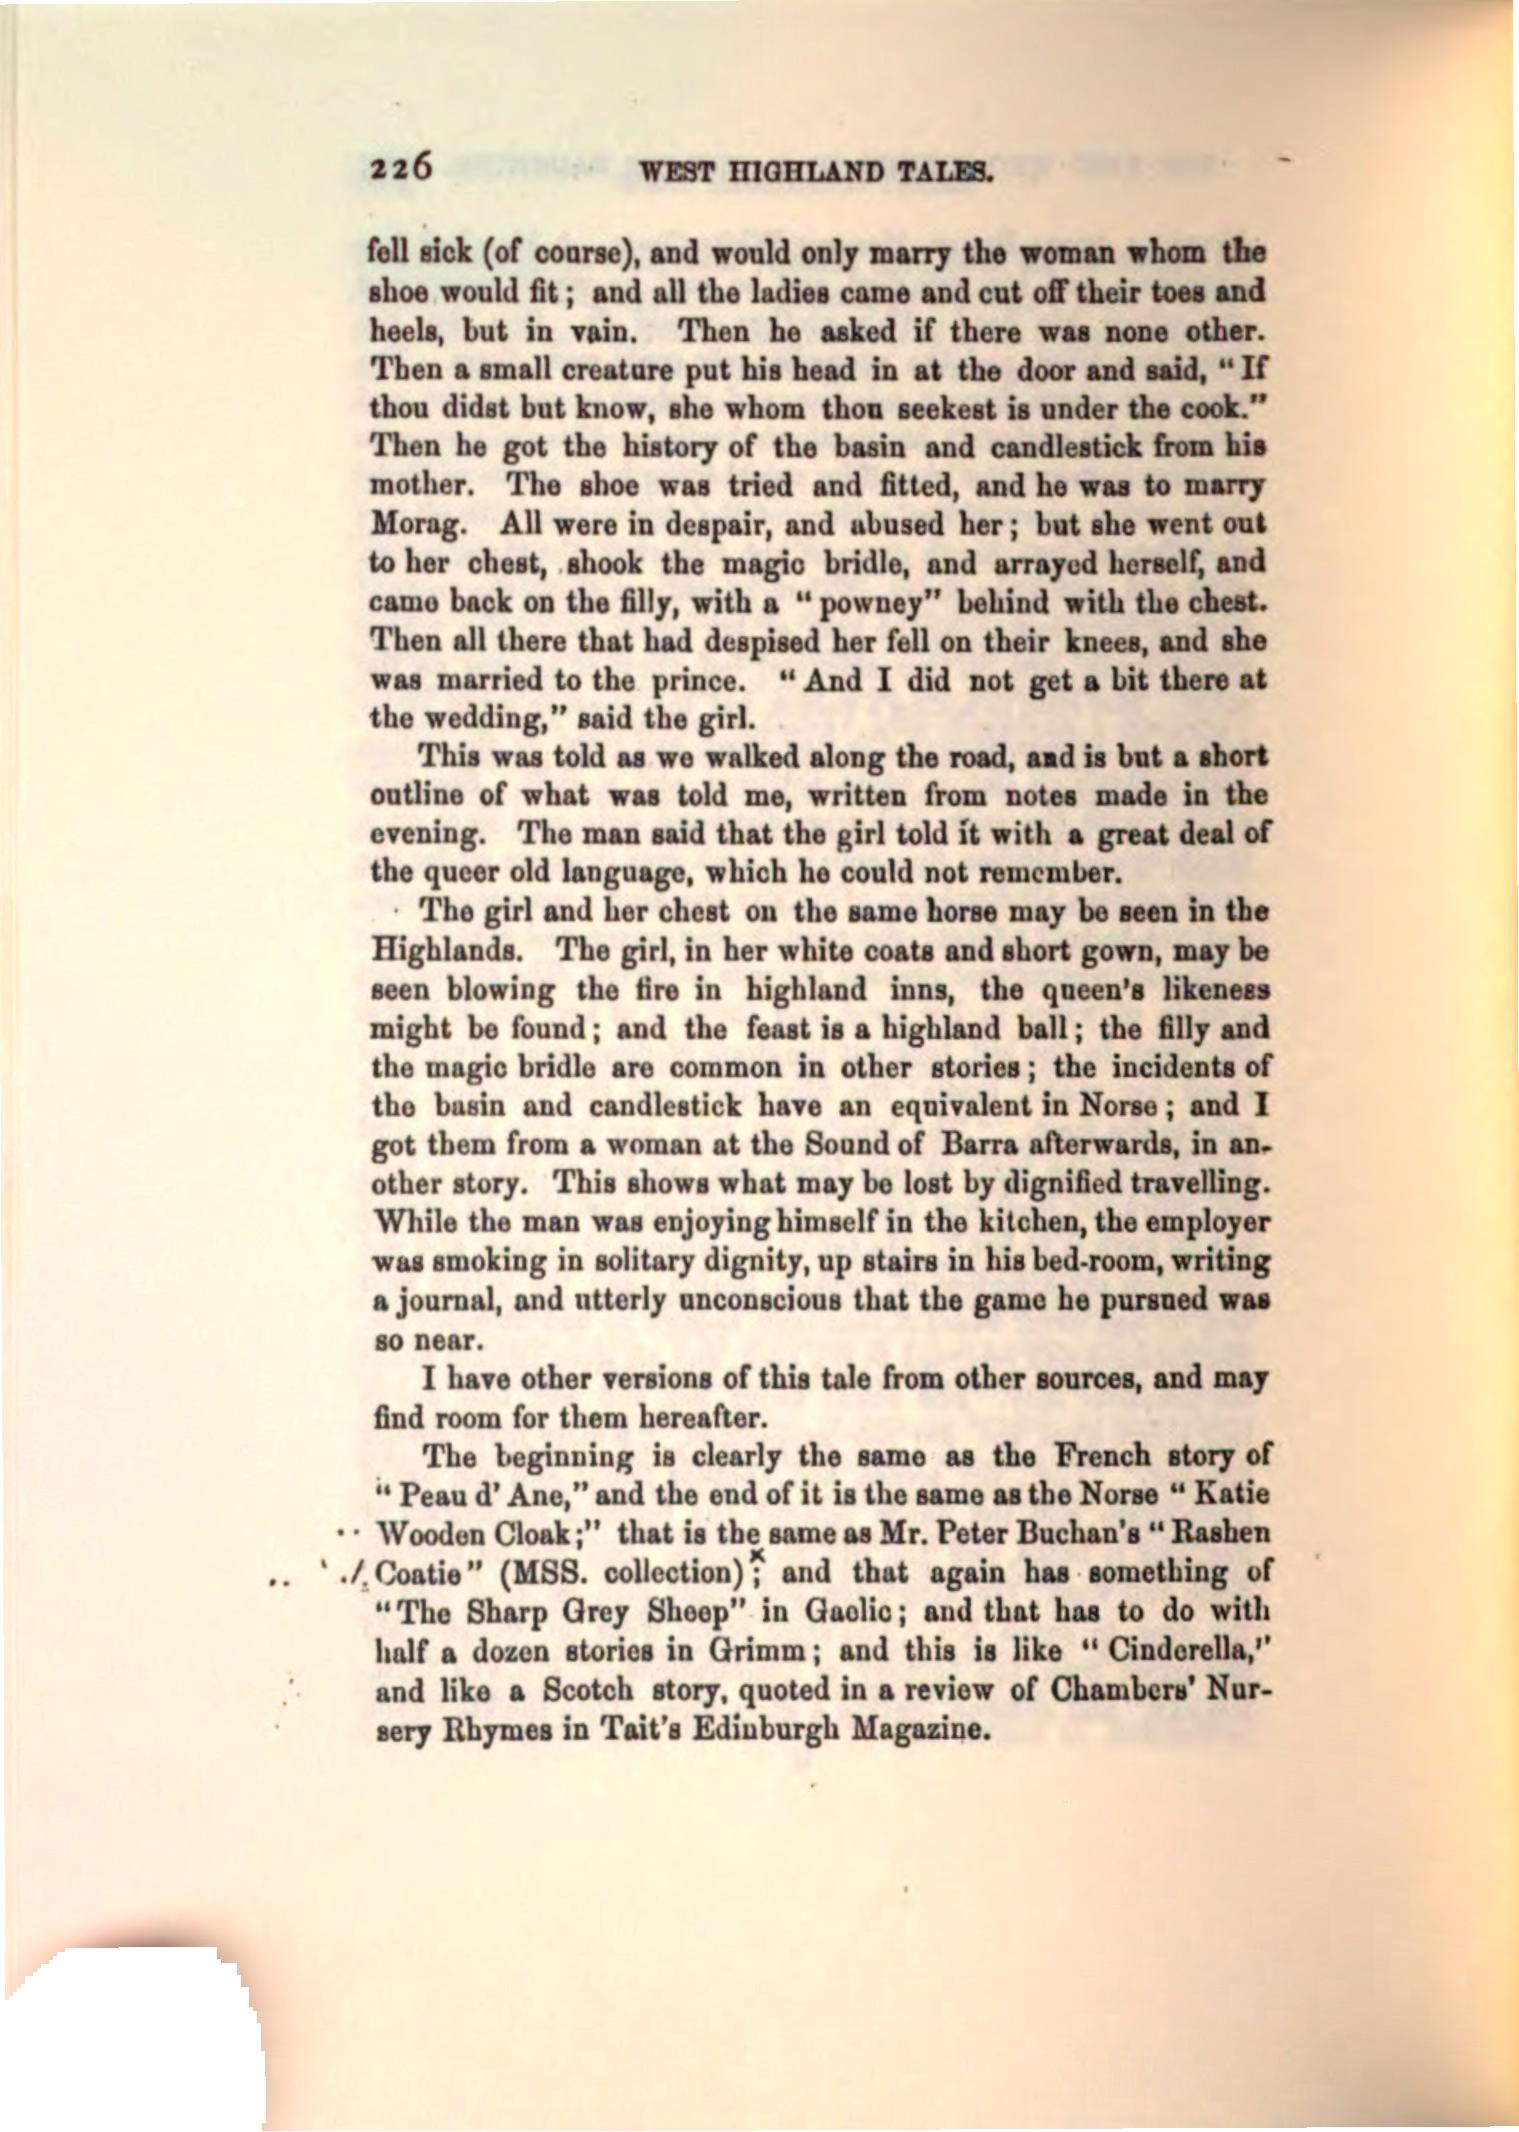 226 WEST HIGHLAND TALES.
fell sick (of course), and would only marry the woman whom the
shoe would fit; and all the ladies came and cut off their toes and
heels, but in vain. Then he asked if there was none other.
Then a small creature put his head in at the door and said, "If
thou didst but know, she whom thou seekest is under the cook."
Then he got the history of the basin and candlestick from his
mother. The shoe was tried and fitted, and he was to marry
Morag. All were in despair, and abused her; but she went out
to her chest, shook the magic bridle, and arrayed herself, and
came back on the filly, with a "powney" behind with the chest.
Then all there that had despised her fell on their knees, and she
was married to the prince. "And I did not get a bit there at
the wedding," said the girl.
This was told as we walked along the road, and is but a short
outline of what was told me, written from notes made in the
evening. The man said that the girl told it with a great deal of
the queer old language, which he could not remember.
The girl and her chest on the same horse may be seen in the
Highlands. The girl, in her white coats and short gown, may be
seen blowing the fire in highland inns, the queen's likeness
might be found; and the feast is a highland ball; the filly and
the magic bridle are common in other stories; the incidents of
the basin and candlestick have an equivalent in Norse; and I
got them from a woman at the Sound of Barra afterwards, in an-
other story. This shows what may be lost by dignified travelling.
While the man was enjoying himself in the kitchen, the employer
was smoking in solitary dignity, up stairs in his bed-room, writing
a journal, and utterly unconscious that the game he pursued was
so near.
I have other versions of this tale from other sources, and may
find room for them hereafter.
The beginning is clearly the same as the French story of
"Peau d' Ane," and the end of it is the same as the Norse "Katie
Wooden Cloak;" that is the same as Mr. Peter Buchan's "Rashen
Coatie" (MSS. collection); and that again has something of
"The Sharp Grey Sheep" in Gaelic; and that has to do with
half a dozen stories in Grimm; and this is like "Cinderella,"
and like a Scotch story, quoted in a review of Chambers' Nur-
sery Rhymes in Tait's Edinburgh Magazine.